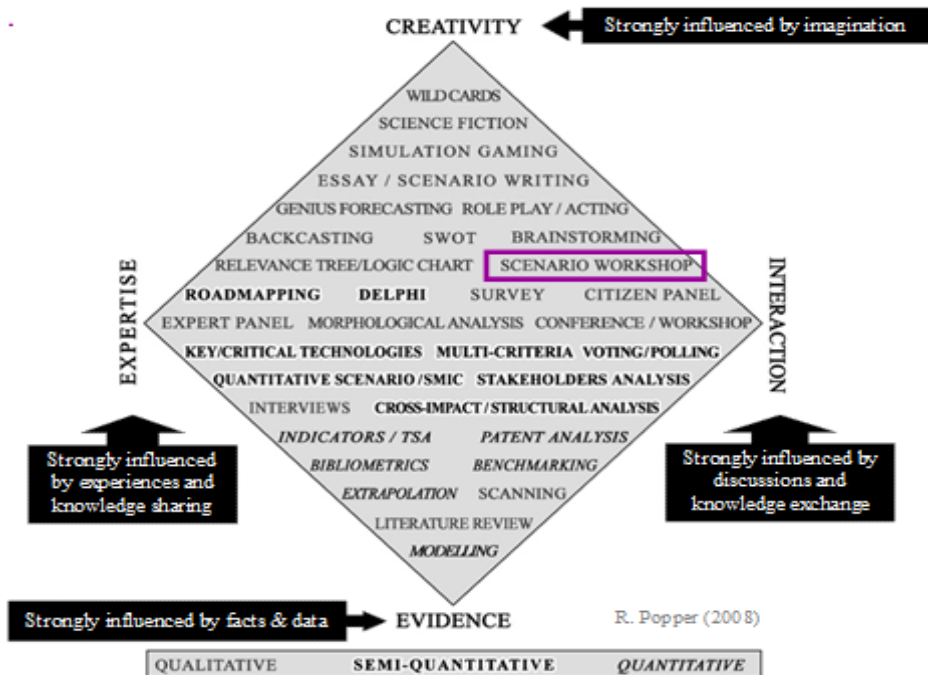 CREATIVITY
Strongly influenced by imagination
WILD CARDS
SCIENCE FICTION
SIMULATION GAMING
ESSAY / SCENARIO WRITING
GENIUS FORECASTING ROLE PLAY / ACTING
BACKCASTING SWOT BRAINSTORMING
RELEVANCE TREE/LOGIC CHART SCENARIO WORKSHOP
ROADMAPPING DELPHI SURVEY CITIZEN PANEL
EXPERT PANEL MORPHOLOGICAL ANALYSIS CONFERENCE / WORKSHOP
KEY/CRITICAL TECHNOLOGIES MULTI-CRITERIA VOTING/POLLING
QUANTITATIVE SCENARIO/SMIC STAKEHOLDERS ANALYSIS
INTERVIEWS CROSS-IMPACT / STRUCTURAL ANALYSIS
INDICATORS / TSA PATENT ANALYSIS
BIBLIOMETRICS BENCHMARKING
EXTRAPOLATION SCANNING
LITERATURE REVIEW
MODELLING
EXPERTISE
INTERACTION
Strongly influenced
by experiences and
knowledge sharing
Strongly influenced by
discussions and
knowledge exchange
Strongly influenced by facts & data
EVIDENCE
R. Popper (2008)
QUALITATIVE SEMI-QUANTITATIVE QUANTITATIVE